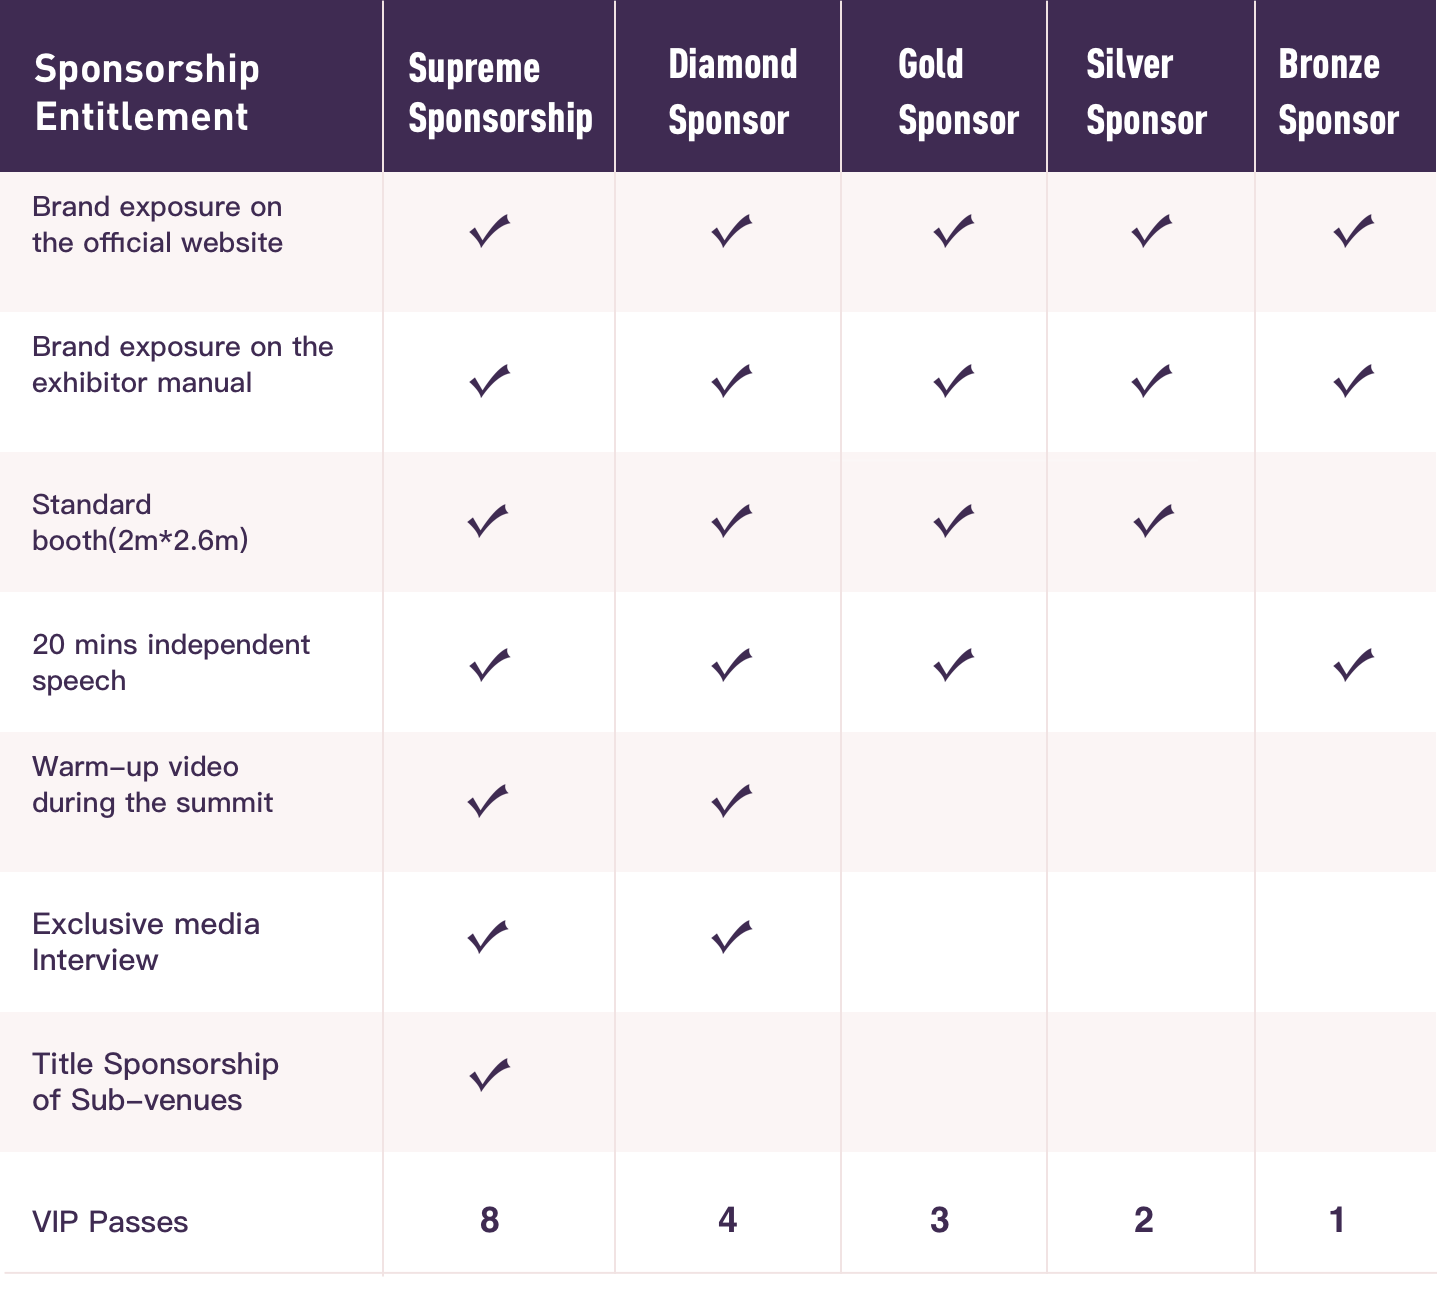 Sponsorship
Entitlement
Supreme
Sponsorship
Diamond
Sponsor
Gold
Sponsor
Silver
Sponsor
Bronze
Sponsor
Brand exposure on
the official website
✓ ✓ ✓ ✓ ✓
Brand exposure on the
exhibitor manual
✓ ✓ ✓ ✓ ✓
Standard
booth(2m*2.6m)
✓ ✓ ✓ ✓
20 mins independent
speech
✓ ✓ ✓ ✓
Warm–up video
during the summit
✓ ✓
Exclusive media
Interview
✓ ✓
Title Sponsorship
of Sub–venues
✓
VIP Passes 8 4 3 2 1